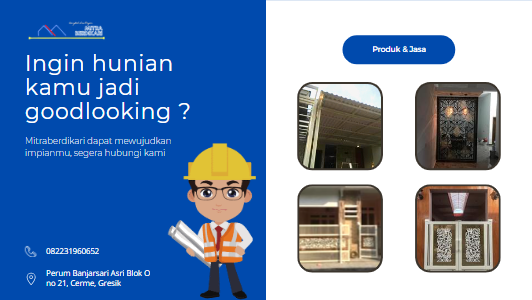 MITRA
BERDIKARI
Ingin hunian
kamu jadi
goodlooking ?
Mitraberdikari dapat mewujudkan
impianmu, segera hubungi kami
082231960652
Perum Banjarsari Asri Blok O
no 21, Cerme, Gresik
Produk & Jasa